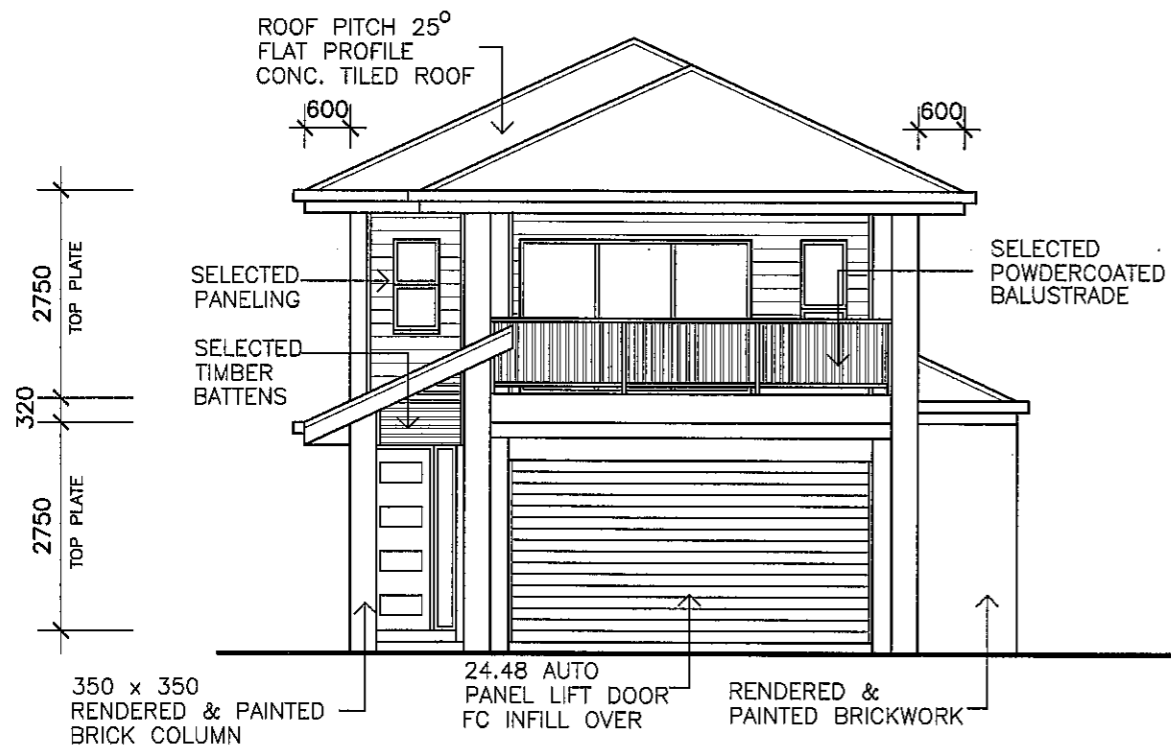 ROOF PITCH 25°
FLAT PROFILE
CONC. TILED ROOF
600
600
2750
TOP PLATE
SELECTED
PANELING
SELECTED
POWDERCOATED
BALUSTRADE
SELECTED
TIMBER
BATTENS
320
2750
TOP PLATE
350 x 350
RENDERED & PAINTED
BRICK COLUMN
24.48 AUTO
PANEL LIFT DOOR
FC INFILL OVER
RENDERED &
PAINTED BRICKWORK